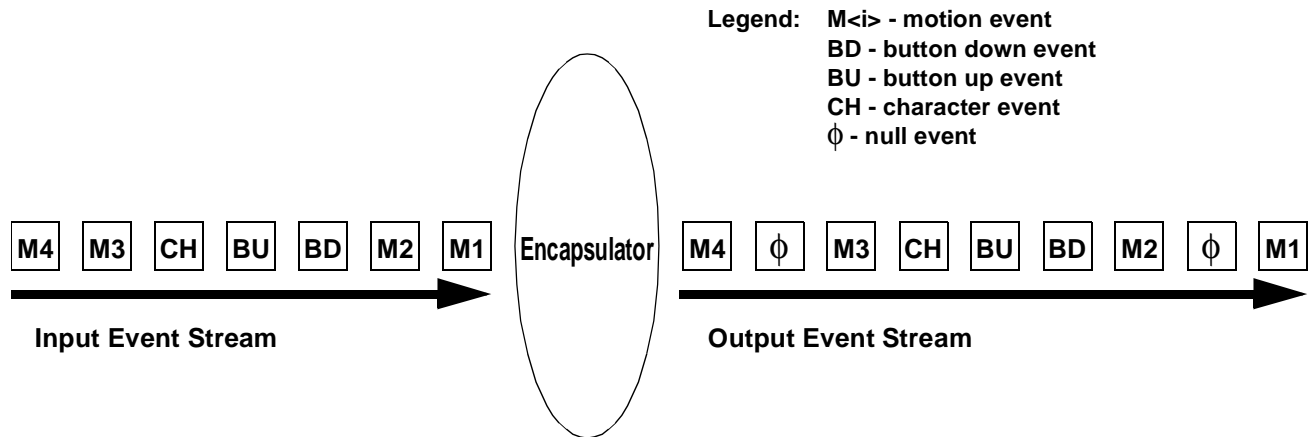 Legend: M<i> - motion event
BD - button down event
BU - button up event
CH - character event
ϕ - null event
M4 M3 CH BU BD M2 M1
Encapsulator
M4 ϕ M3 CH BU BD M2 ϕ M1
Input Event Stream
Output Event Stream